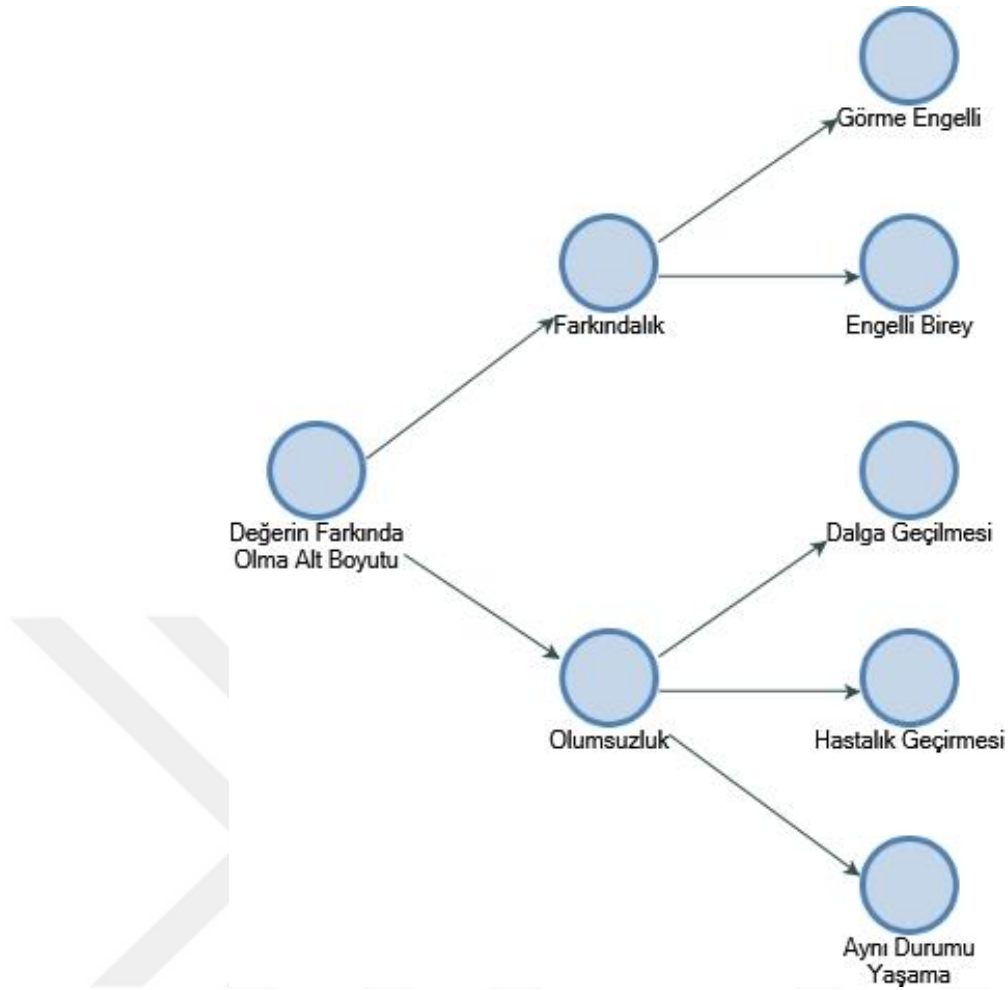 Görme Engelli
Farkındalık
Engelli Birey
Değerin Farkında
Olma Alt Boyutu
Dalga Geçilmesi
Olumsuzluk
Hastalık Geçirmesi
Aynı Durumu
Yaşama